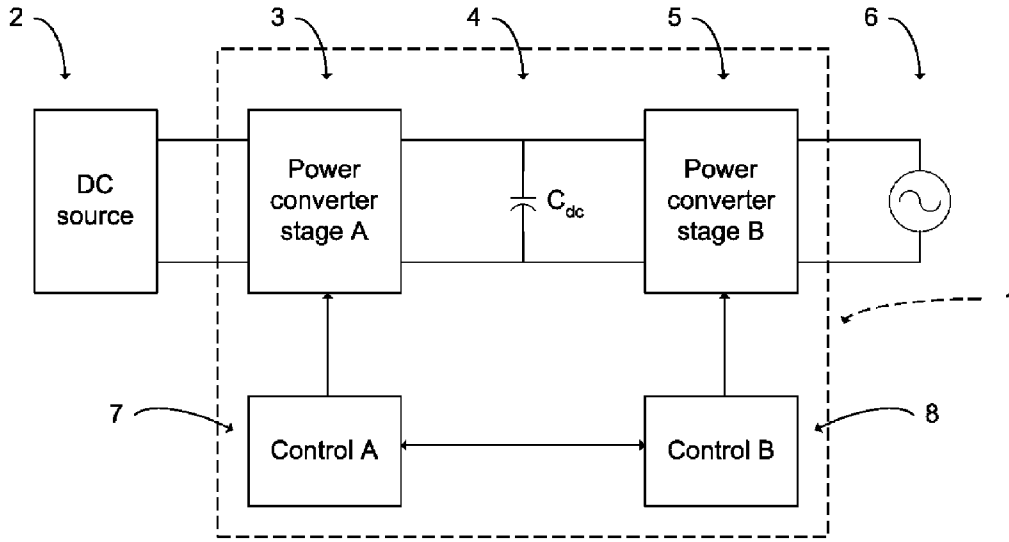 2
3
4
5
6
DC
source
Power
converter
stage A
C_dc
Power
converter
stage B
7
Control A
Control B
8